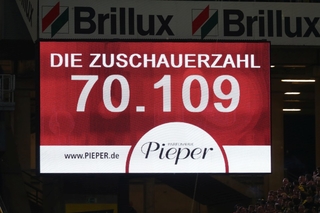 Brillux Brillux
DIE ZUSCHAUERZAHL
70.109
www.PIEPER.de
Pieper